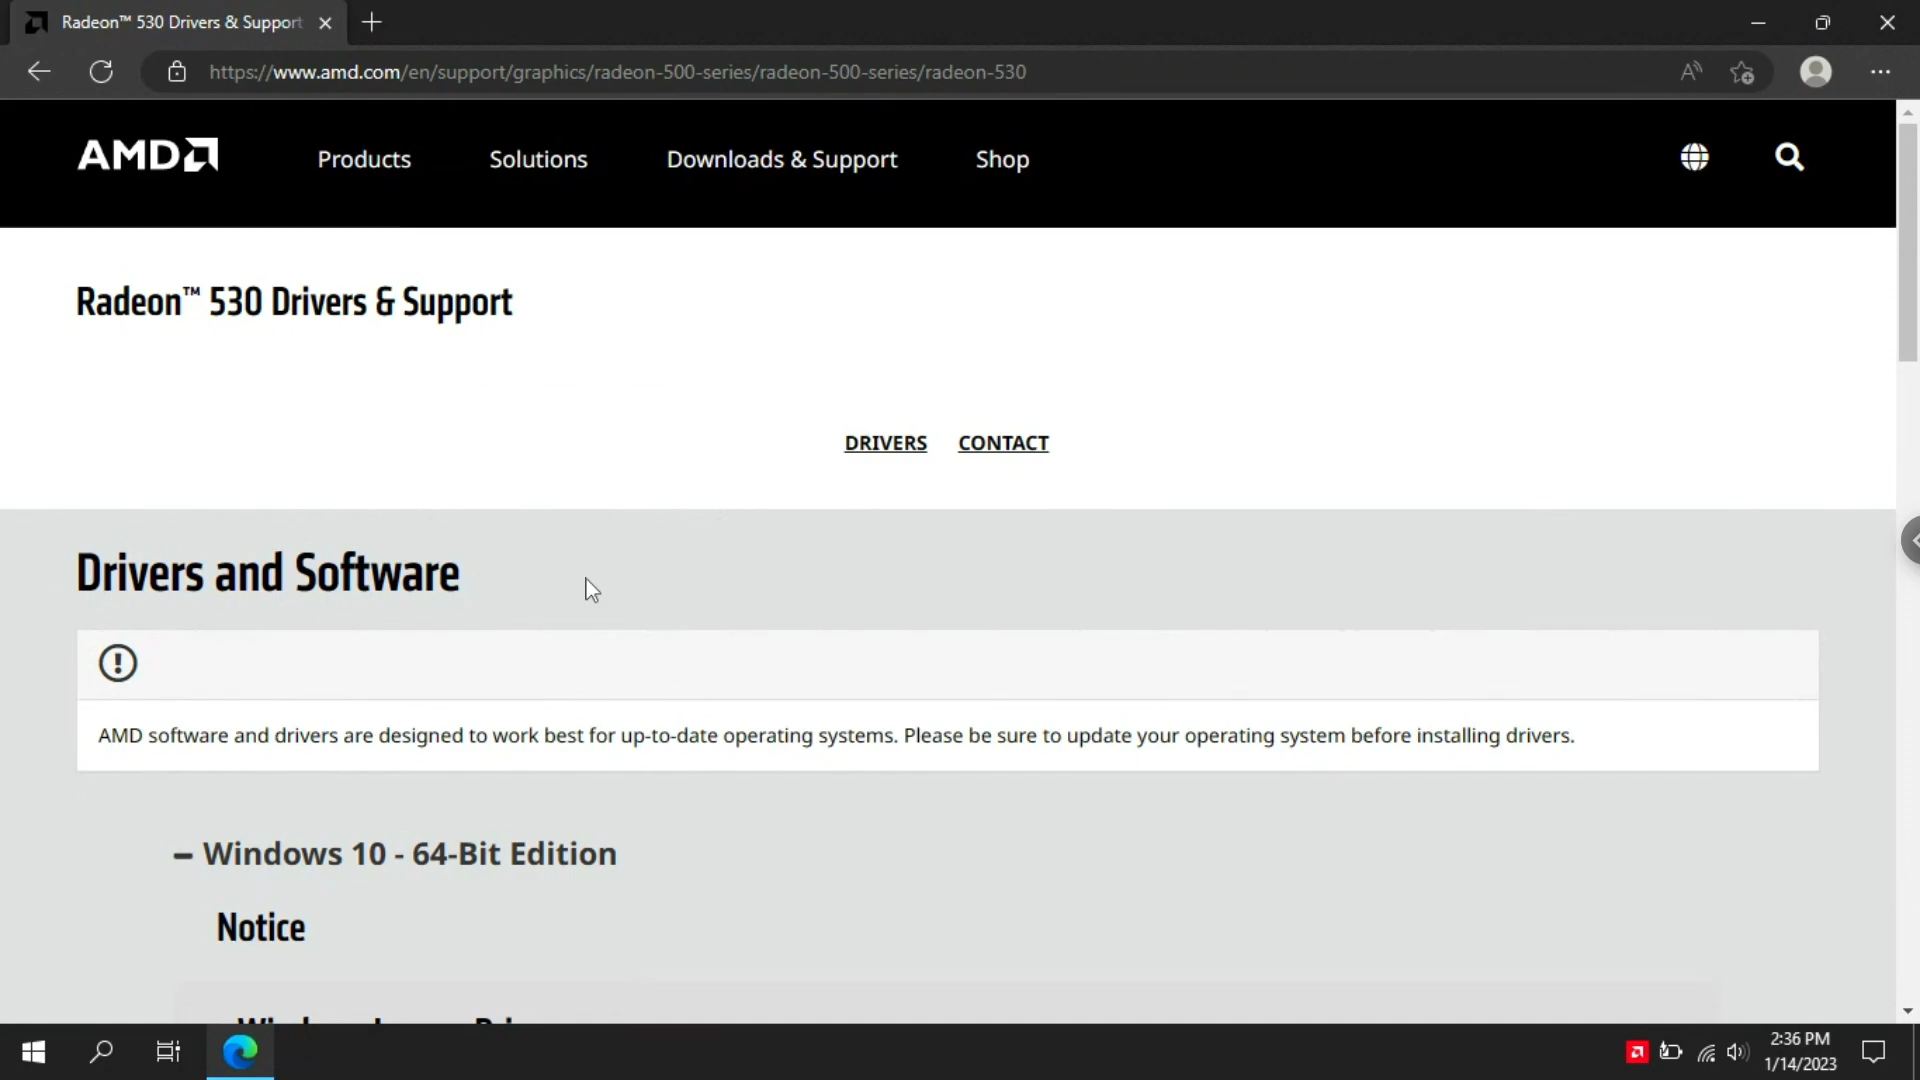 Radeon™ 530 Drivers & Support
https://www.amd.com/en/support/graphics/radeon-500-series/radeon-500-series/radeon-530
AMD
Products
Solutions
Downloads & Support
Shop
Radeon™ 530 Drivers & Support
DRIVERS
CONTACT
Drivers and Software
AMD software and drivers are designed to work best for up-to-date operating systems. Please be sure to update your operating system before installing drivers.
Windows 10 - 64-Bit Edition
Notice
2:36 PM
1/14/2023